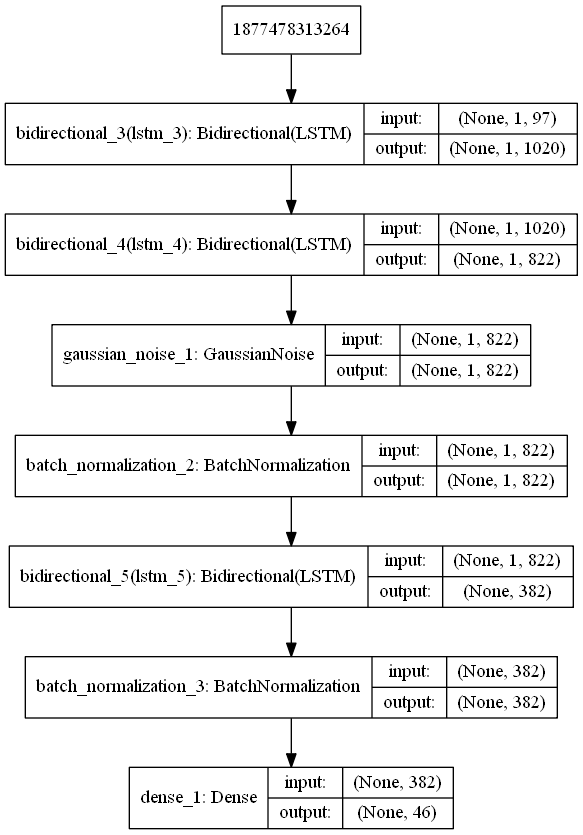 1877478313264
bidirectional_3(lstm_3): Bidirectional(LSTM)
input: (None, 1, 97)
output: (None, 1, 1020)
bidirectional_4(lstm_4): Bidirectional(LSTM)
input: (None, 1, 1020)
output: (None, 1, 822)
gaussian_noise_1: GaussianNoise
input: (None, 1, 822)
output: (None, 1, 822)
batch_normalization_2: BatchNormalization
input: (None, 1, 822)
output: (None, 1, 822)
bidirectional_5(lstm_5): Bidirectional(LSTM)
input: (None, 1, 822)
output: (None, 382)
batch_normalization_3: BatchNormalization
input: (None, 382)
output: (None, 382)
dense_1: Dense
input: (None, 382)
output: (None, 46)